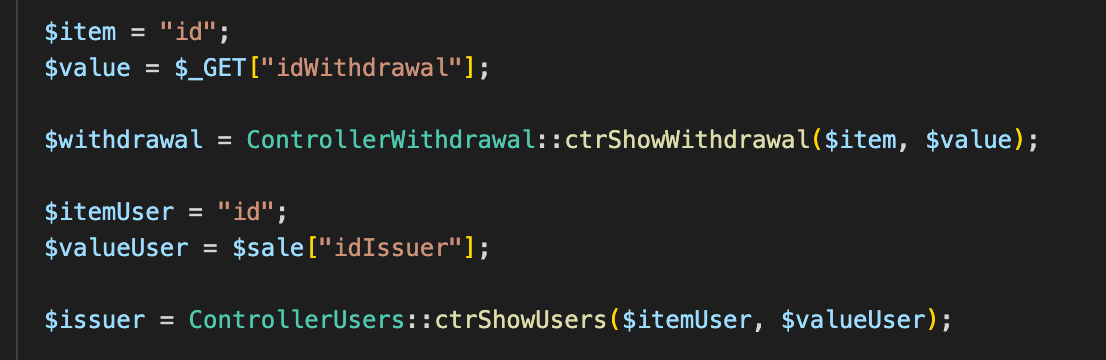 $item = "id";
$value = $_GET["idWithdrawal"];
$withdrawal = ControllerWithdrawal::ctrShowWithdrawal($item, $value);
$itemUser = "id";
$valueUser = $sale["idIssuer"];
$issuer = ControllerUsers::ctrShowUsers($itemUser, $valueUser);